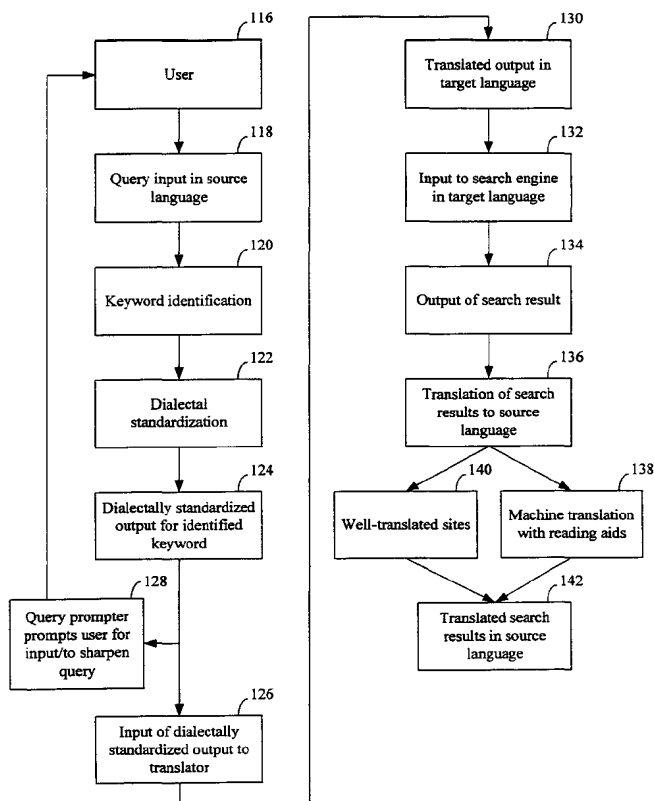 116
User
118
Query input in source
language
120
Keyword identification
122
Dialectal
standardization
124
Dialectally standardized
output for identified
keyword
128
Query prompter
prompts user for
input/to sharpen
query
126
Input of dialectally
standardized output to
translator
130
Translated output in
target language
132
Input to search engine
in target language
134
Output of search result
136
Translation of search
results to source
language
140
Well-translated sites
138
Machine translation
with reading aids
142
Translated search
results in source
language